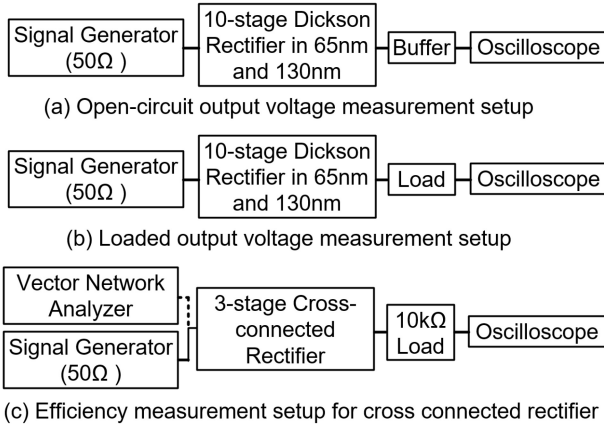 Signal Generator
(50Ω )
10-stage Dickson
Rectifier in 65nm
and 130nm
Buffer
Oscilloscope
(a) Open-circuit output voltage measurement setup
Signal Generator
(50Ω )
10-stage Dickson
Rectifier in 65nm
and 130nm
Load
Oscilloscope
(b) Loaded output voltage measurement setup
Vector Network
Analyzer
Signal Generator
(50Ω )
3-stage Cross-
connected
Rectifier
10kΩ
Load
Oscilloscope
(c) Efficiency measurement setup for cross connected rectifier